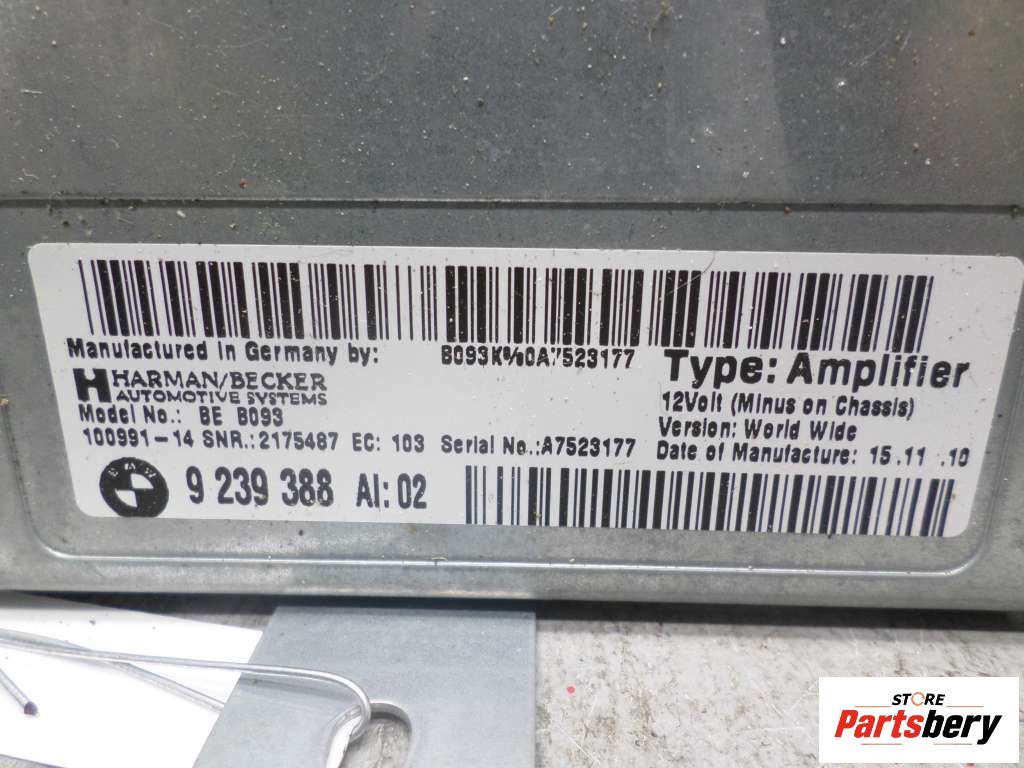 Manufactured in Germany by:
B093K
0A7523177
Type: Amplifier
HARMAN/BECKER
AUTOMOTIVE SYSTEMS
12Volt (Minus on Chassis)
Model No.: BE B093
Version: World Wide
100991-14 SNR.:2175487 EC: 103 Serial No.:A7523177
Date of Manufacture: 15.11 .10
BMW
9 239 388 AI: 02
STORE
Partsbery